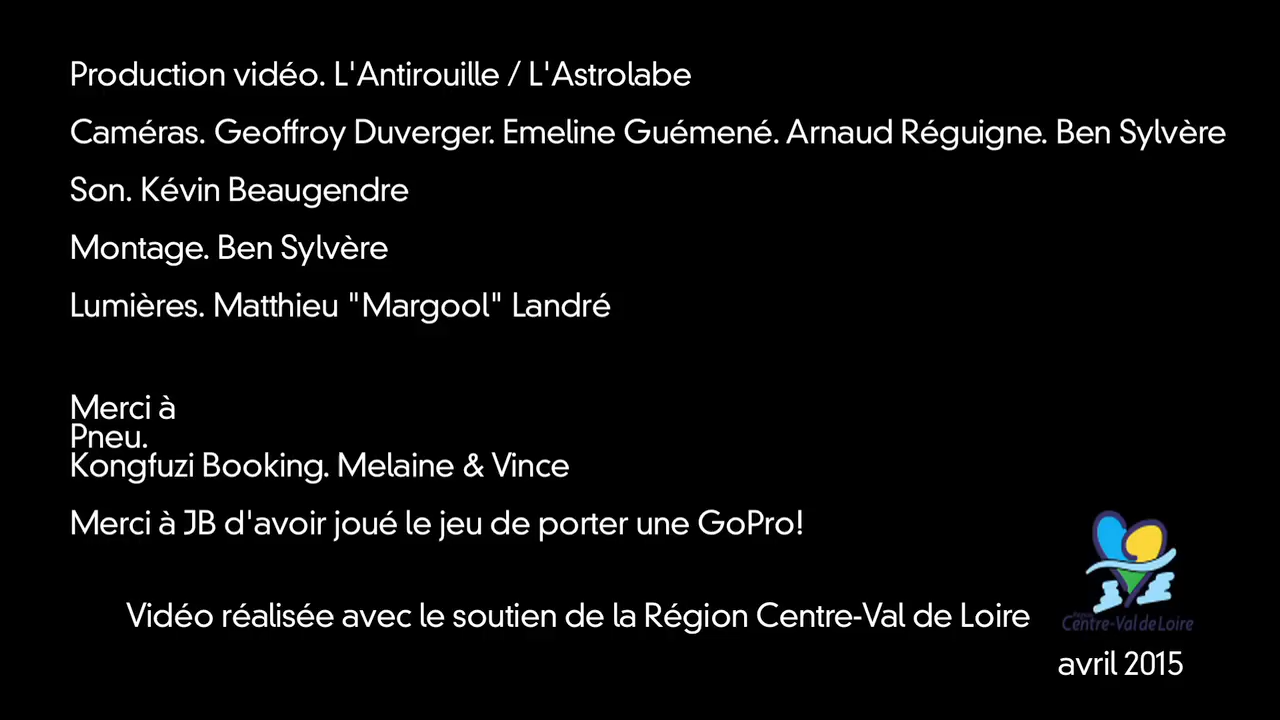 Production vidéo. L'Antirouille / L'Astrolabe
Caméras. Geoffroy Duverger. Emeline Guémené. Arnaud Réguigne. Ben Sylvère
Son. Kévin Beaugendre
Montage. Ben Sylvère
Lumières. Matthieu "Margool" Landré
Merci à
Pneu.
Kongfuzi Booking. Melaine & Vince
Merci à JB d'avoir joué le jeu de porter une GoPro!
Vidéo réalisée avec le soutien de la Région Centre-Val de Loire
Centre-Val de Loire
avril 2015